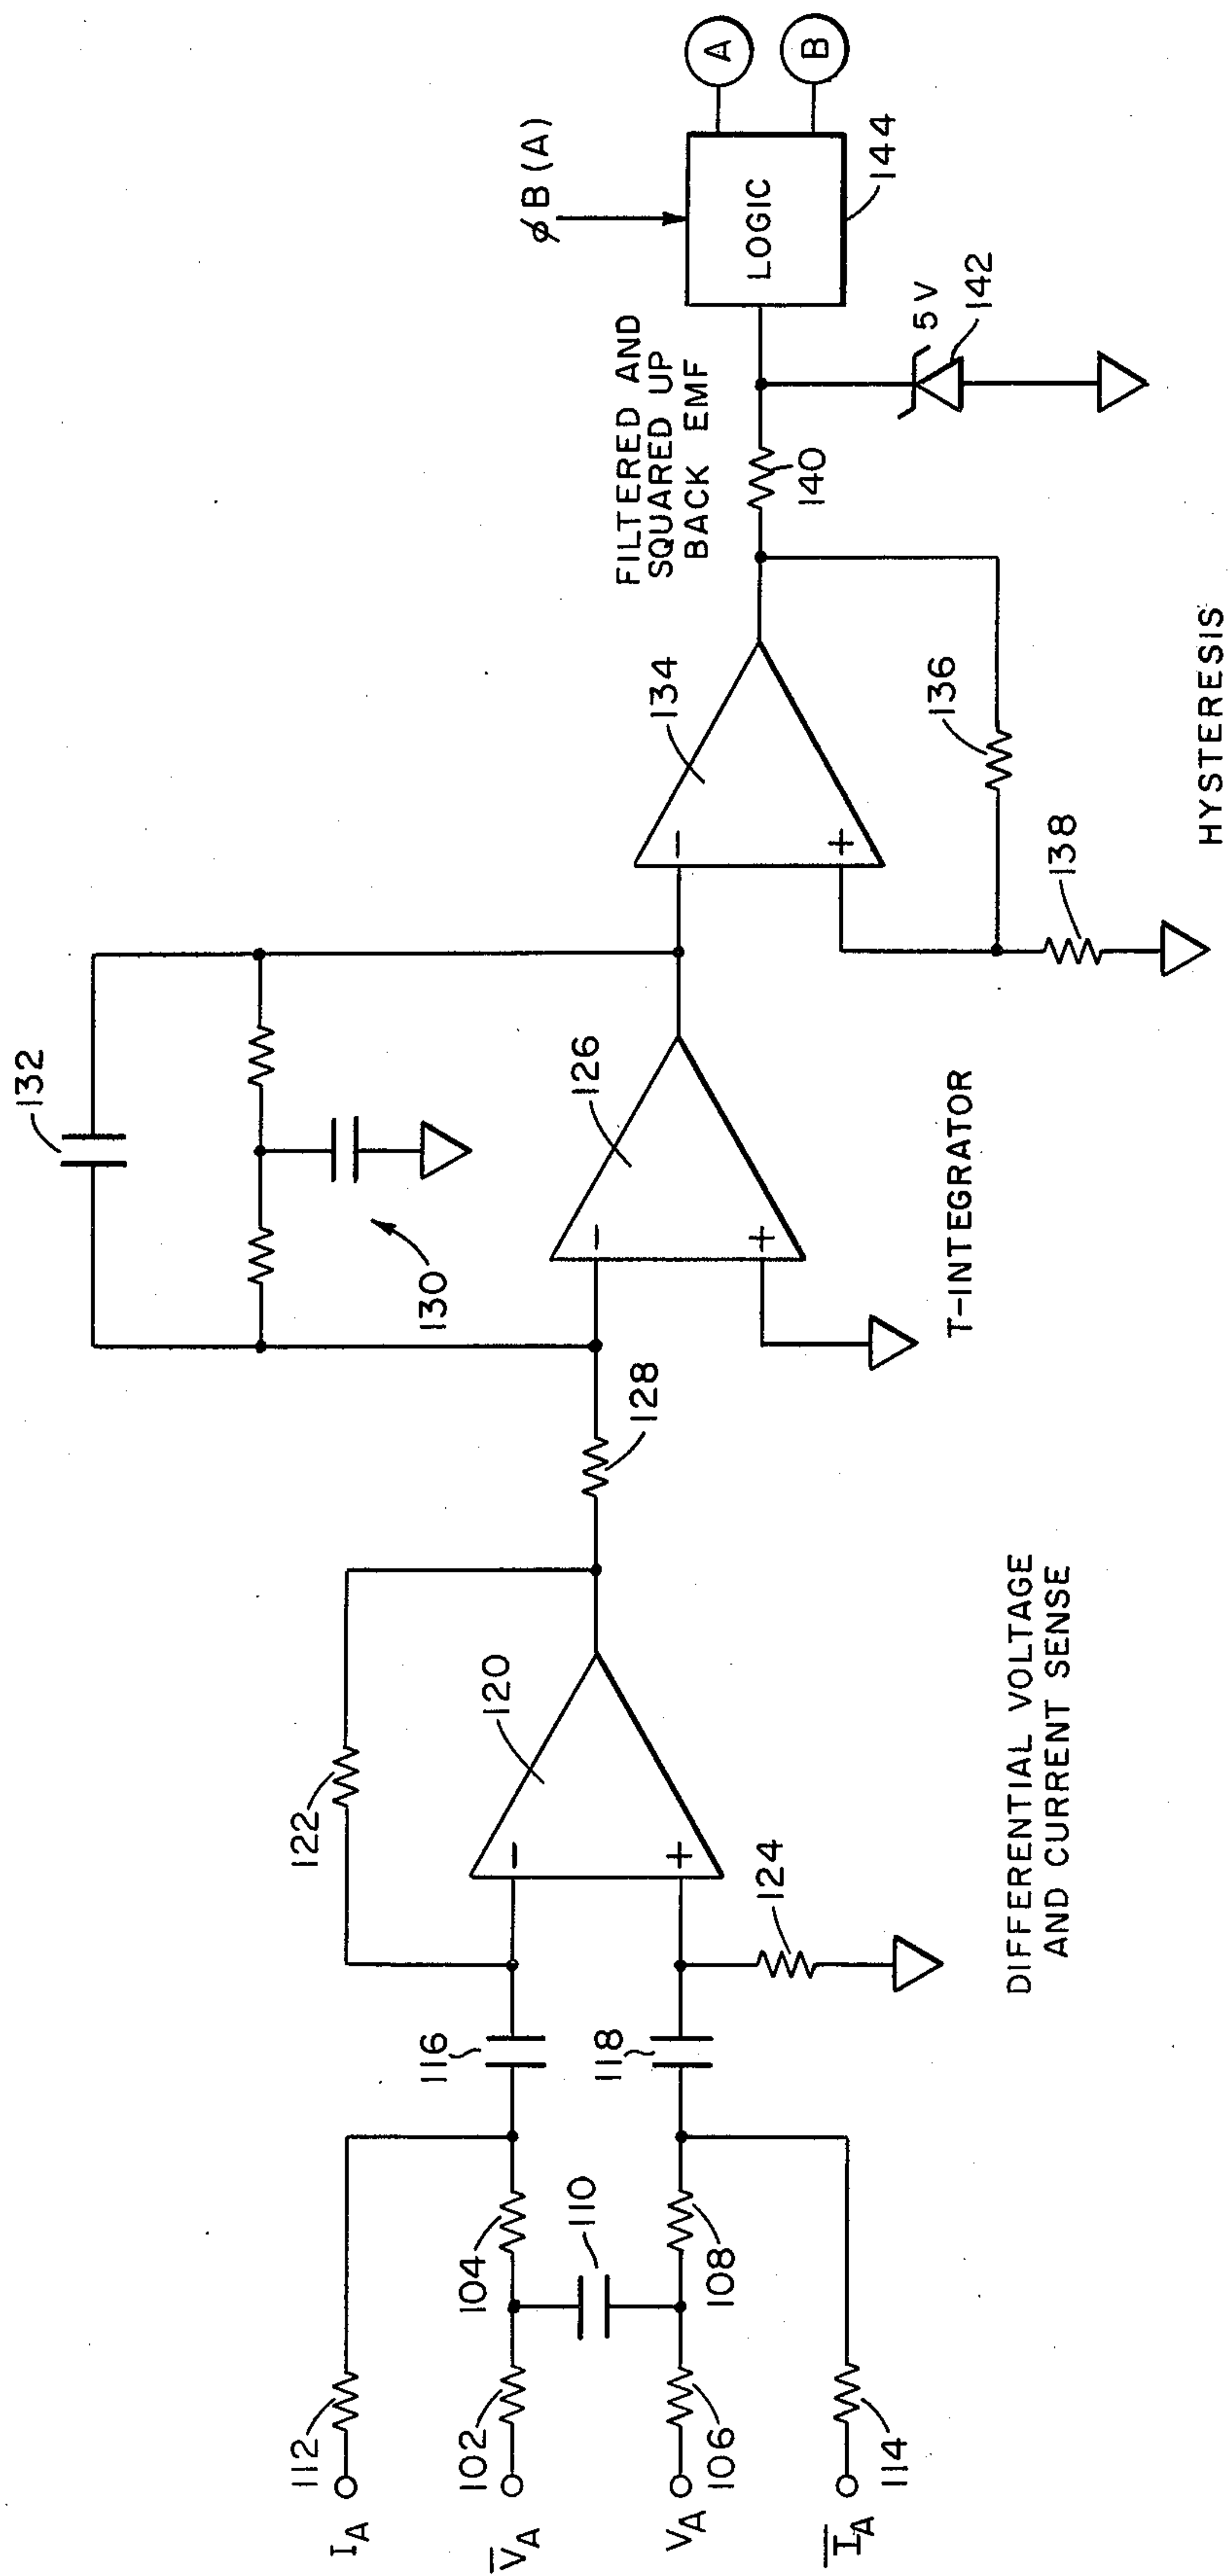 I_A
V̅_A
V_A
I̅_A
112
102
106
114
104
110
108
116
118
122
120
124
DIFFERENTIAL VOLTAGE
AND CURRENT SENSE
128
130
132
126
T-INTEGRATOR
134
136
138
HYSTERESIS
FILTERED AND
SQUARED UP
BACK EMF
140
5V
142
ϕB (A)
LOGIC
144
A
B
−
+
−
+
−
+